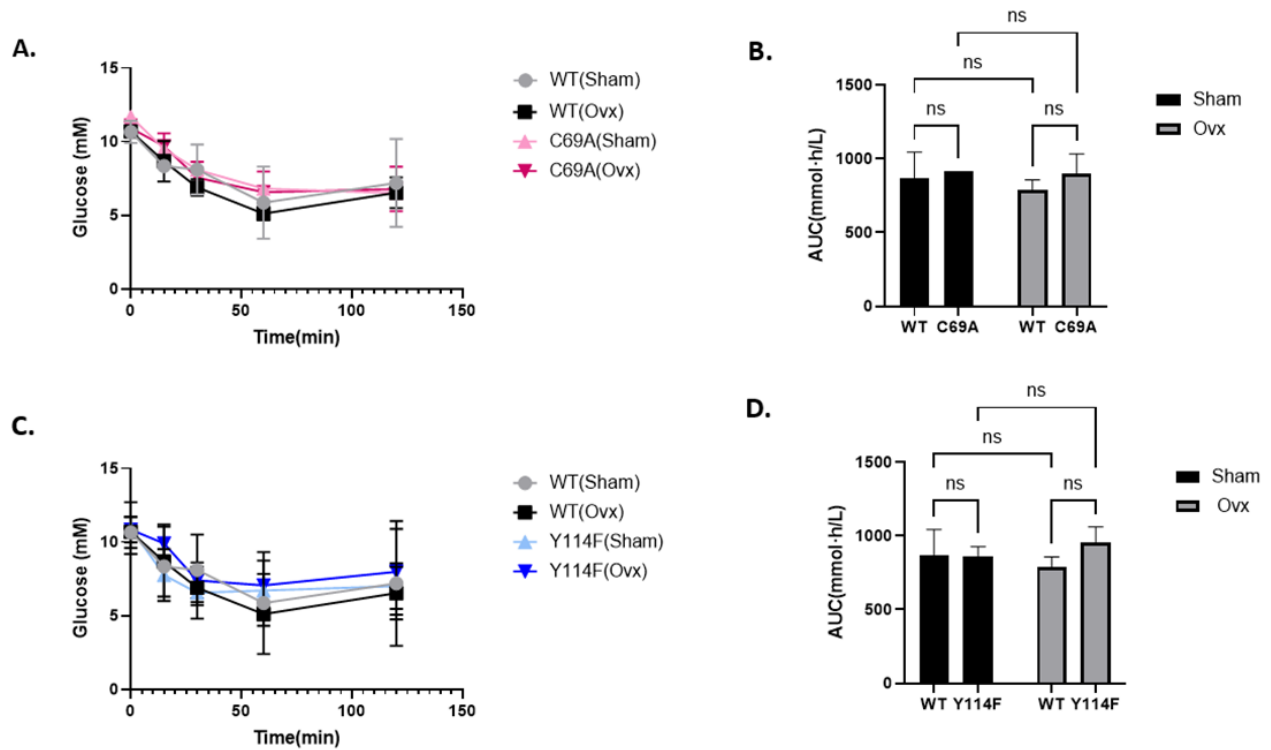 A.
15
10
5
0
Glucose (mM)
0
50
100
150
Time(min)
WT(Sham)
WT(Ovx)
C69A(Sham)
C69A(Ovx)
B.
ns
ns
ns
ns
1500
1000
500
0
AUC(mmol·h/L)
WT C69A WT C69A
Sham
Ovx
C.
15
10
5
0
Glucose (mM)
0
50
100
150
Time(min)
WT(Sham)
WT(Ovx)
Y114F(Sham)
Y114F(Ovx)
D.
ns
ns
ns
ns
1500
1000
500
0
AUC(mmol·h/L)
WT Y114F WT Y114F
Sham
Ovx